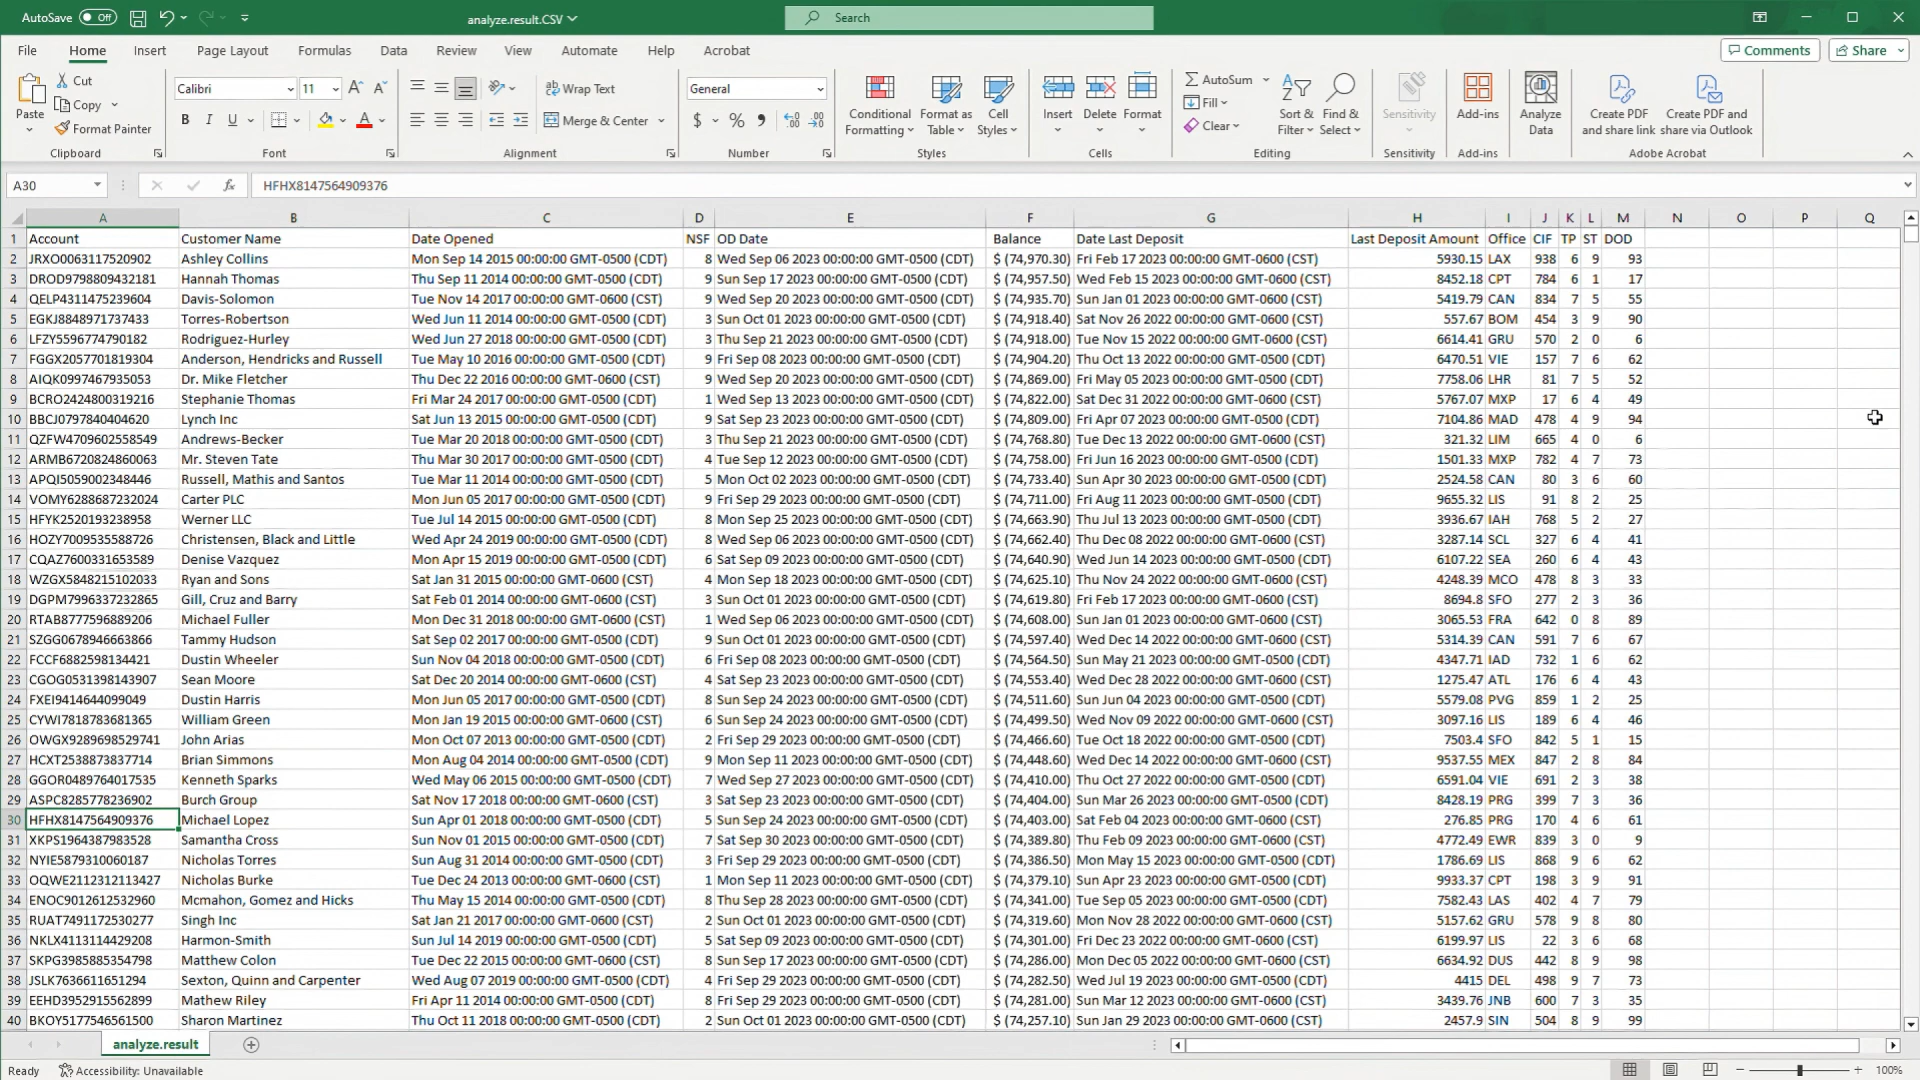 AutoSave Off analyze.result.CSV Search
File Home Insert Page Layout Formulas Data Review View Automate Help Acrobat Comments Share
Paste Cut Copy Format Painter Clipboard
Calibri 11 A A B I U A Font
ab Wrap Text Merge & Center Alignment
General $ % Number
Conditional Formatting Format as Table Cell Styles Styles
Insert Delete Format Cells
AutoSum Fill Clear Sort & Filter Find & Select Editing
Sensitivity Sensitivity
Add-ins Add-ins
Analyze Data
Create PDF and share link Create PDF and share via Outlook Adobe Acrobat
A30 fx HFHX8147564909376
A B C D E F G H I J K L M N O P Q
1 Account Customer Name Date Opened NSF OD Date Balance Date Last Deposit Last Deposit Amount Office CIF TP ST DOD
2 JRXO0063117520902 Ashley Collins Mon Sep 14 2015 00:00:00 GMT-0500 (CDT) 8 Wed Sep 06 2023 00:00:00 GMT-0500 (CDT) $ (74,970.30) Fri Feb 17 2023 00:00:00 GMT-0600 (CST) 5930.15 LAX 938 6 9 93
3 DROD9798809432181 Hannah Thomas Thu Sep 11 2014 00:00:00 GMT-0500 (CDT) 9 Sun Sep 17 2023 00:00:00 GMT-0500 (CDT) $ (74,957.50) Wed Feb 15 2023 00:00:00 GMT-0600 (CST) 8452.18 CPT 784 6 1 17
4 QELP4311475239604 Davis-Solomon Tue Nov 14 2017 00:00:00 GMT-0600 (CST) 9 Wed Sep 20 2023 00:00:00 GMT-0500 (CDT) $ (74,935.70) Sun Jan 01 2023 00:00:00 GMT-0600 (CST) 5419.79 CAN 834 7 5 55
5 EGKJ8848971737433 Torres-Robertson Wed Jun 11 2014 00:00:00 GMT-0500 (CDT) 3 Sun Oct 01 2023 00:00:00 GMT-0500 (CDT) $ (74,918.40) Sat Nov 26 2022 00:00:00 GMT-0600 (CST) 557.67 BOM 454 3 9 90
6 LFZY5596774790182 Rodriguez-Hurley Wed Jun 27 2018 00:00:00 GMT-0500 (CDT) 3 Thu Sep 21 2023 00:00:00 GMT-0500 (CDT) $ (74,918.00) Tue Nov 15 2022 00:00:00 GMT-0600 (CST) 6614.41 GRU 570 2 0 6
7 FGGX2057701819304 Anderson, Hendricks and Russell Tue May 10 2016 00:00:00 GMT-0500 (CDT) 9 Fri Sep 08 2023 00:00:00 GMT-0500 (CDT) $ (74,904.20) Thu Oct 13 2022 00:00:00 GMT-0500 (CDT) 6470.51 VIE 157 7 6 62
8 AIQK0997467935053 Dr. Mike Fletcher Thu Dec 22 2016 00:00:00 GMT-0600 (CST) 9 Wed Sep 20 2023 00:00:00 GMT-0500 (CDT) $ (74,869.00) Fri May 05 2023 00:00:00 GMT-0500 (CDT) 7758.06 LHR 81 7 5 52
9 BCRO2424800319216 Stephanie Thomas Fri Mar 24 2017 00:00:00 GMT-0500 (CDT) 1 Wed Sep 13 2023 00:00:00 GMT-0500 (CDT) $ (74,822.00) Sat Dec 31 2022 00:00:00 GMT-0600 (CST) 5767.07 MXP 17 6 4 49
10 BBCJ0797840404620 Lynch Inc Sat Jun 13 2015 00:00:00 GMT-0500 (CDT) 9 Sat Sep 23 2023 00:00:00 GMT-0500 (CDT) $ (74,809.00) Fri Apr 07 2023 00:00:00 GMT-0500 (CDT) 7104.86 MAD 478 4 9 94
11 QZFW4709602558549 Andrews-Becker Tue Mar 20 2018 00:00:00 GMT-0500 (CDT) 3 Thu Sep 21 2023 00:00:00 GMT-0500 (CDT) $ (74,768.80) Tue Dec 13 2022 00:00:00 GMT-0600 (CST) 321.32 LIM 665 4 0 6
12 ARMB6720824860063 Mr. Steven Tate Thu Mar 30 2017 00:00:00 GMT-0500 (CDT) 4 Tue Sep 12 2023 00:00:00 GMT-0500 (CDT) $ (74,758.00) Fri Jun 16 2023 00:00:00 GMT-0500 (CDT) 1501.33 MXP 782 4 7 73
13 APQI5059002348446 Russell, Mathis and Santos Tue Mar 11 2014 00:00:00 GMT-0500 (CDT) 5 Mon Oct 02 2023 00:00:00 GMT-0500 (CDT) $ (74,733.40) Sun Apr 30 2023 00:00:00 GMT-0500 (CDT) 2524.58 CAN 80 3 6 60
14 VOMY6288687232024 Carter PLC Mon Jun 05 2017 00:00:00 GMT-0500 (CDT) 9 Fri Sep 29 2023 00:00:00 GMT-0500 (CDT) $ (74,711.00) Fri Aug 11 2023 00:00:00 GMT-0500 (CDT) 9655.32 LIS 91 8 2 25
15 HFYK2520193238958 Werner LLC Tue Jul 14 2015 00:00:00 GMT-0500 (CDT) 8 Mon Sep 25 2023 00:00:00 GMT-0500 (CDT) $ (74,663.90) Thu Jul 13 2023 00:00:00 GMT-0500 (CDT) 3936.67 IAH 768 5 2 27
16 HOZY7009535588726 Christensen, Black and Little Wed Apr 24 2019 00:00:00 GMT-0500 (CDT) 8 Wed Sep 06 2023 00:00:00 GMT-0500 (CDT) $ (74,662.40) Thu Dec 08 2022 00:00:00 GMT-0600 (CST) 3287.14 SCL 327 6 4 41
17 CQAZ7600331653589 Denise Vazquez Mon Apr 15 2019 00:00:00 GMT-0500 (CDT) 6 Sat Sep 09 2023 00:00:00 GMT-0500 (CDT) $ (74,640.90) Wed Jun 14 2023 00:00:00 GMT-0500 (CDT) 6107.22 SEA 260 6 4 43
18 WZGX5848215102033 Ryan and Sons Sat Jan 31 2015 00:00:00 GMT-0600 (CST) 4 Mon Sep 18 2023 00:00:00 GMT-0500 (CDT) $ (74,625.10) Thu Nov 24 2022 00:00:00 GMT-0600 (CST) 4248.39 MCO 478 8 3 33
19 DGPM7996337232865 Gill, Cruz and Barry Sat Feb 01 2014 00:00:00 GMT-0600 (CST) 3 Sun Oct 01 2023 00:00:00 GMT-0500 (CDT) $ (74,619.80) Fri Feb 17 2023 00:00:00 GMT-0600 (CST) 8694.8 SFO 277 2 3 36
20 RTAB8777596889206 Michael Fuller Mon Dec 31 2018 00:00:00 GMT-0600 (CST) 1 Wed Sep 06 2023 00:00:00 GMT-0500 (CDT) $ (74,608.00) Sun Jan 01 2023 00:00:00 GMT-0600 (CST) 3065.53 FRA 642 0 8 89
21 SZGG0678946663866 Tammy Hudson Sat Sep 02 2017 00:00:00 GMT-0500 (CDT) 9 Sun Oct 01 2023 00:00:00 GMT-0500 (CDT) $ (74,597.40) Wed Dec 14 2022 00:00:00 GMT-0600 (CST) 5314.39 CAN 591 7 6 67
22 FCCF6882598134421 Dustin Wheeler Sun Nov 04 2018 00:00:00 GMT-0500 (CDT) 6 Fri Sep 08 2023 00:00:00 GMT-0500 (CDT) $ (74,564.50) Sun May 21 2023 00:00:00 GMT-0500 (CDT) 4347.71 IAD 732 1 6 62
23 CGOG0531398143907 Sean Moore Sat Dec 20 2014 00:00:00 GMT-0600 (CST) 4 Sat Sep 23 2023 00:00:00 GMT-0500 (CDT) $ (74,553.40) Wed Dec 28 2022 00:00:00 GMT-0600 (CST) 1275.47 ATL 176 6 4 43
24 FXEI9414644099049 Dustin Harris Mon Jun 05 2017 00:00:00 GMT-0500 (CDT) 8 Sun Sep 24 2023 00:00:00 GMT-0500 (CDT) $ (74,511.60) Sun Jun 04 2023 00:00:00 GMT-0500 (CDT) 5579.08 PVG 859 1 2 25
25 CYWI7818783681365 William Green Mon Jan 19 2015 00:00:00 GMT-0600 (CST) 6 Sun Sep 24 2023 00:00:00 GMT-0500 (CDT) $ (74,499.50) Wed Nov 09 2022 00:00:00 GMT-0600 (CST) 3097.16 LIS 189 6 4 46
26 OWGX9289698529741 John Arias Mon Oct 07 2013 00:00:00 GMT-0500 (CDT) 2 Fri Sep 29 2023 00:00:00 GMT-0500 (CDT) $ (74,466.60) Tue Oct 18 2022 00:00:00 GMT-0500 (CDT) 7503.4 SFO 842 5 1 15
27 HCXT2538873837714 Brian Simmons Mon Aug 04 2014 00:00:00 GMT-0500 (CDT) 9 Mon Sep 11 2023 00:00:00 GMT-0500 (CDT) $ (74,448.60) Wed Dec 14 2022 00:00:00 GMT-0600 (CST) 9537.55 MEX 847 2 8 84
28 GGOR0489764017535 Kenneth Sparks Wed May 06 2015 00:00:00 GMT-0500 (CDT) 7 Wed Sep 27 2023 00:00:00 GMT-0500 (CDT) $ (74,410.00) Thu Oct 27 2022 00:00:00 GMT-0500 (CDT) 6591.04 VIE 691 2 3 38
29 ASPC8285778236902 Burch Group Sat Nov 17 2018 00:00:00 GMT-0600 (CST) 3 Sat Sep 23 2023 00:00:00 GMT-0500 (CDT) $ (74,404.00) Sun Mar 26 2023 00:00:00 GMT-0500 (CDT) 8428.19 PRG 399 7 3 36
30 HFHX8147564909376 Michael Lopez Sun Apr 01 2018 00:00:00 GMT-0500 (CDT) 5 Sun Sep 24 2023 00:00:00 GMT-0500 (CDT) $ (74,403.00) Sat Feb 04 2023 00:00:00 GMT-0600 (CST) 276.85 PRG 170 4 6 61
31 XKPS1964387983528 Samantha Cross Sun Nov 01 2015 00:00:00 GMT-0500 (CDT) 7 Sat Sep 30 2023 00:00:00 GMT-0500 (CDT) $ (74,389.80) Thu Feb 09 2023 00:00:00 GMT-0600 (CST) 4772.49 EWR 839 3 0 9
32 NYIE5879310060187 Nicholas Torres Sun Aug 31 2014 00:00:00 GMT-0500 (CDT) 3 Fri Sep 29 2023 00:00:00 GMT-0500 (CDT) $ (74,386.50) Mon May 15 2023 00:00:00 GMT-0500 (CDT) 1786.69 LIS 868 9 6 62
33 OQWE2112312113427 Nicholas Burke Tue Dec 24 2013 00:00:00 GMT-0600 (CST) 1 Mon Sep 11 2023 00:00:00 GMT-0500 (CDT) $ (74,379.10) Sun Apr 23 2023 00:00:00 GMT-0500 (CDT) 9933.37 CPT 198 3 9 91
34 ENOC9012612532960 Mcmahon, Gomez and Hicks Thu May 15 2014 00:00:00 GMT-0500 (CDT) 8 Thu Sep 28 2023 00:00:00 GMT-0500 (CDT) $ (74,341.00) Tue Sep 05 2023 00:00:00 GMT-0500 (CDT) 7582.43 LAS 402 4 7 79
35 RUAT7491172530277 Singh Inc Sat Jan 21 2017 00:00:00 GMT-0600 (CST) 2 Sun Oct 01 2023 00:00:00 GMT-0500 (CDT) $ (74,319.60) Mon Nov 28 2022 00:00:00 GMT-0600 (CST) 5157.62 GRU 578 9 8 80
36 NKLX4113114429208 Harmon-Smith Sun Jul 14 2019 00:00:00 GMT-0500 (CDT) 5 Sat Sep 09 2023 00:00:00 GMT-0500 (CDT) $ (74,301.00) Fri Dec 23 2022 00:00:00 GMT-0600 (CST) 6199.97 LIS 22 3 6 68
37 SKPG3985885354798 Matthew Colon Tue Dec 22 2015 00:00:00 GMT-0600 (CST) 8 Sun Sep 17 2023 00:00:00 GMT-0500 (CDT) $ (74,286.00) Mon Dec 05 2022 00:00:00 GMT-0600 (CST) 6634.92 DUS 442 8 9 98
38 JSLK7636611651294 Sexton, Quinn and Carpenter Wed Aug 07 2019 00:00:00 GMT-0500 (CDT) 4 Fri Sep 29 2023 00:00:00 GMT-0500 (CDT) $ (74,282.50) Wed Jul 19 2023 00:00:00 GMT-0500 (CDT) 4415 DEL 498 9 7 73
39 EEHD3952915562899 Mathew Riley Fri Apr 11 2014 00:00:00 GMT-0500 (CDT) 8 Fri Sep 29 2023 00:00:00 GMT-0500 (CDT) $ (74,281.00) Sun Mar 12 2023 00:00:00 GMT-0600 (CST) 3439.76 JNB 600 7 3 35
40 BKOY5177546561500 Sharon Martinez Thu Oct 11 2018 00:00:00 GMT-0500 (CDT) 2 Sun Oct 01 2023 00:00:00 GMT-0500 (CDT) $ (74,257.10) Sun Jan 29 2023 00:00:00 GMT-0600 (CST) 2457.9 SIN 504 8 9 99
analyze.result
Ready Accessibility: Unavailable 100%